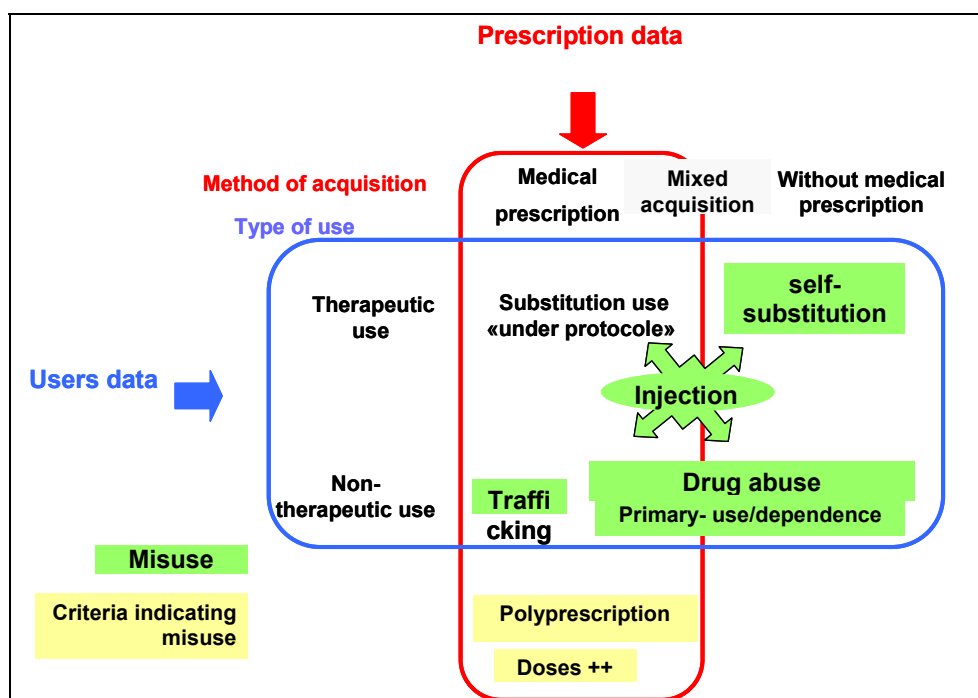 Prescription data
Method of acquisition
Medical
prescription
Mixed
acquisition
Without medical
prescription
Type of use
Therapeutic
use
Substitution use
«under protocole»
self-
substitution
Users data
Injection
Non-
therapeutic use
Traffi
cking
Drug abuse
Primary- use/dependence
Misuse
Criteria indicating
misuse
Polyprescription
Doses ++